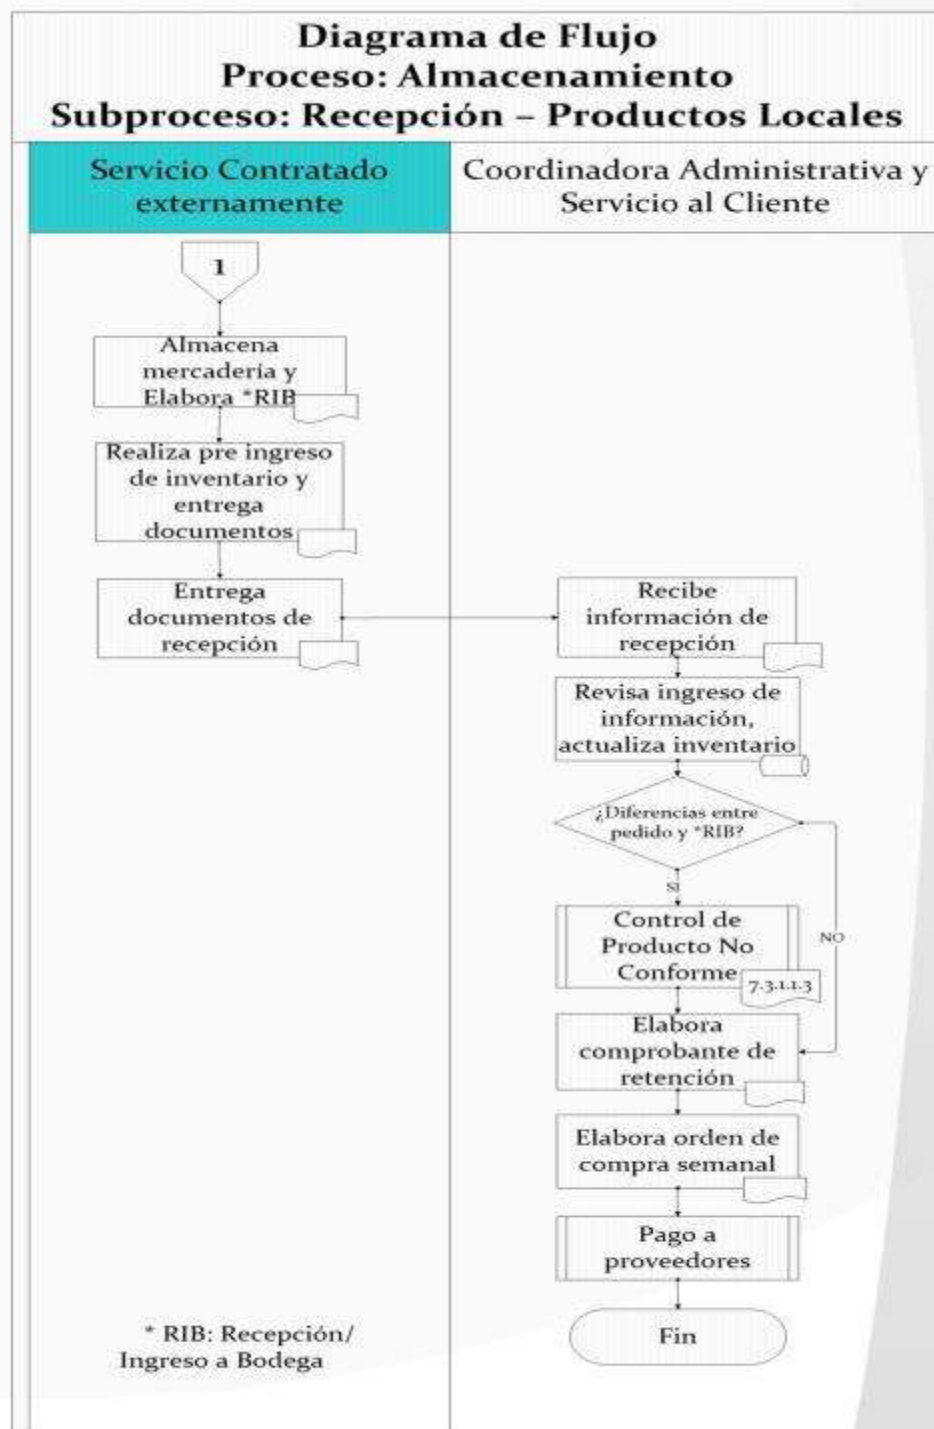 Diagrama de Flujo
Proceso: Almacenamiento
Subproceso: Recepción – Productos Locales
Servicio Contratado
externamente
Coordinadora Administrativa y
Servicio al Cliente
1
Almacena
mercadería y
Elabora *RIB
Realiza pre ingreso
de inventario y
entrega
documentos
Entrega
documentos de
recepción
Recibe
información de
recepción
Revisa ingreso de
información,
actualiza inventario
¿Diferencias entre
pedido y *RIB?
SI
NO
Control de
Producto No
Conforme
7.3.1.1.3
Elabora
comprobante de
retención
Elabora orden de
compra semanal
Pago a
proveedores
Fin
* RIB: Recepción/
Ingreso a Bodega